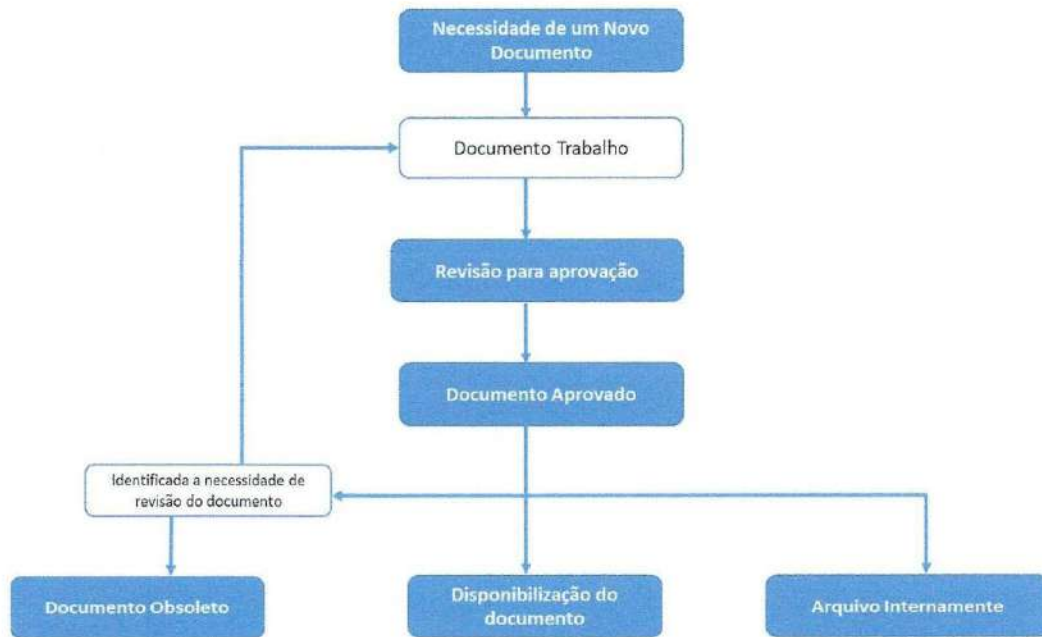 Necessidade de um Novo
Documento
Documento Trabalho
Revisão para aprovação
Documento Aprovado
Identificada a necessidade de
revisão do documento
Documento Obsoleto
Disponibilização do
documento
Arquivo Internamente